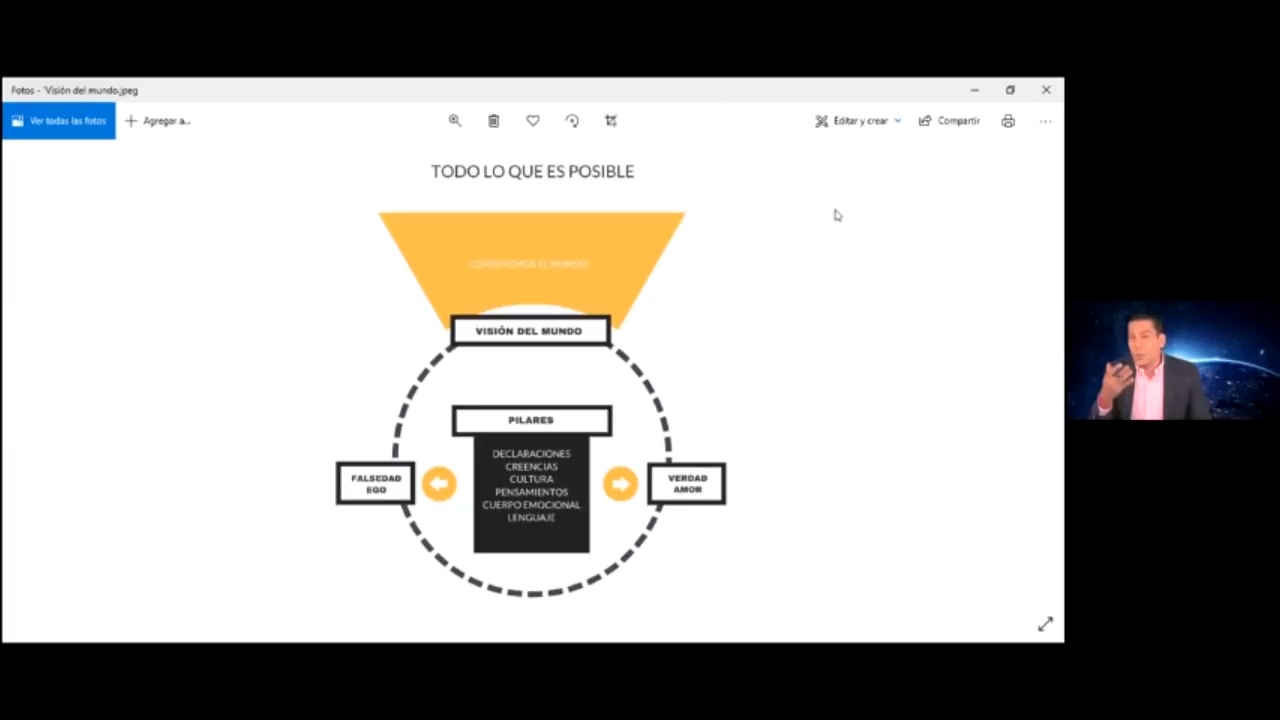 Fotos - 'Visión del mundo.jpeg
Ver todas las fotos
Agregar a...
Editar y crear
Compartir
TODO LO QUE ES POSIBLE
COMO VEMOS EL MUNDO
VISIÓN DEL MUNDO
PILARES
DECLARACIONES
CREENCIAS
CULTURA
PENSAMIENTOS
CUERPO EMOCIONAL
LENGUAJE
FALSEDAD
EGO
VERDAD
AMOR